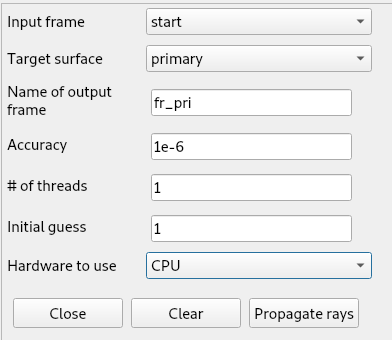 Input frame start
Target surface primary
Name of output
frame fr_pri
Accuracy 1e-6
# of threads 1
Initial guess 1
Hardware to use CPU
Close Clear Propagate rays